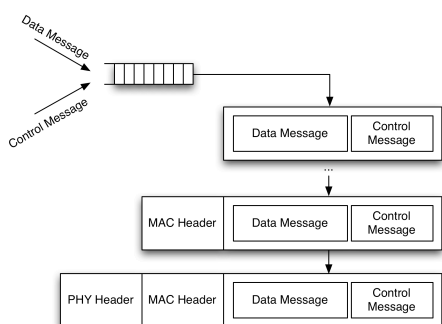 Data Message
Control Message
Data Message
Control
Message
...
MAC Header
Data Message
Control
Message
PHY Header
MAC Header
Data Message
Control
Message